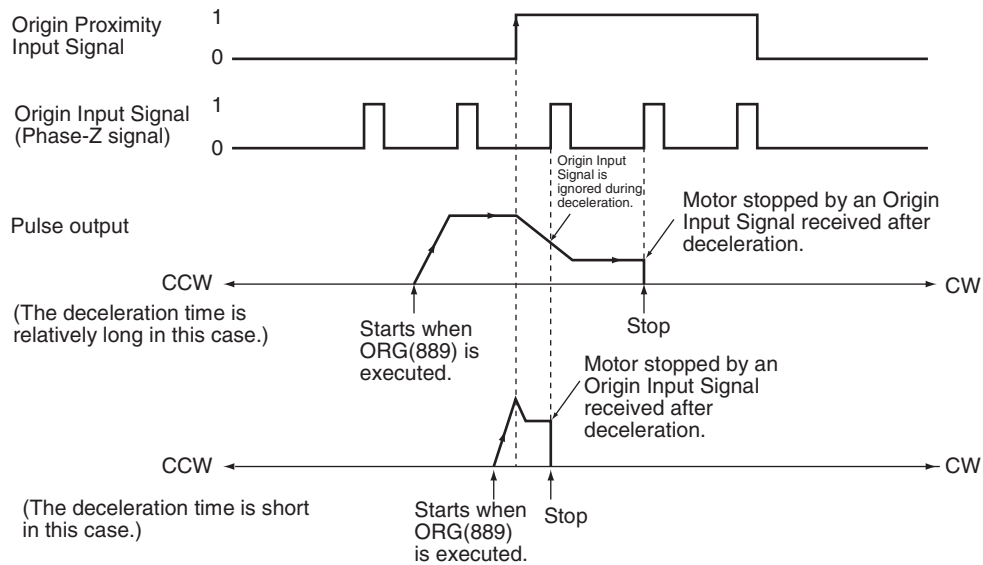 Origin Proximity
Input Signal
1
0
Origin Input Signal
(Phase-Z signal)
1
0
Origin Input
Signal is
ignored during
deceleration.
Pulse output
Motor stopped by an Origin
Input Signal received after
deceleration.
CCW
CW
(The deceleration time is
relatively long in this case.)
Starts when
ORG(889) is
executed.
Stop
Motor stopped by an
Origin Input Signal
received after
deceleration.
CCW
CW
(The deceleration time is short
in this case.)
Starts when
ORG(889)
is executed.
Stop